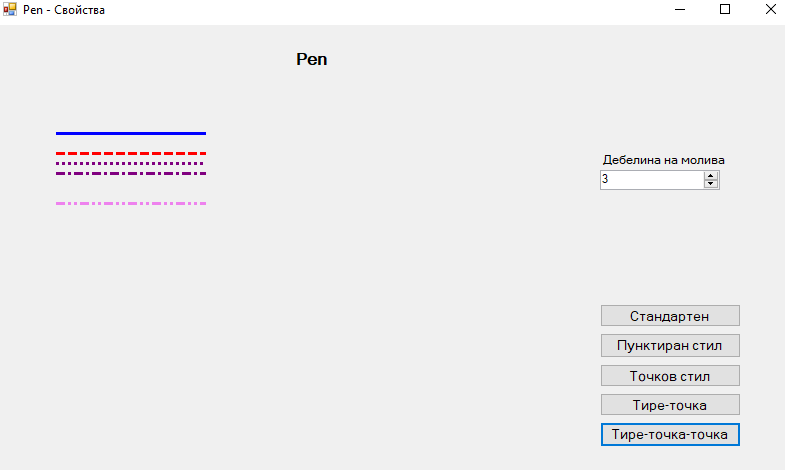 Pen - Свойства
Pen
Дебелина на молива
3
Стандартен
Пунктиран стил
Точков стил
Тире-точка
Тире-точка-точка